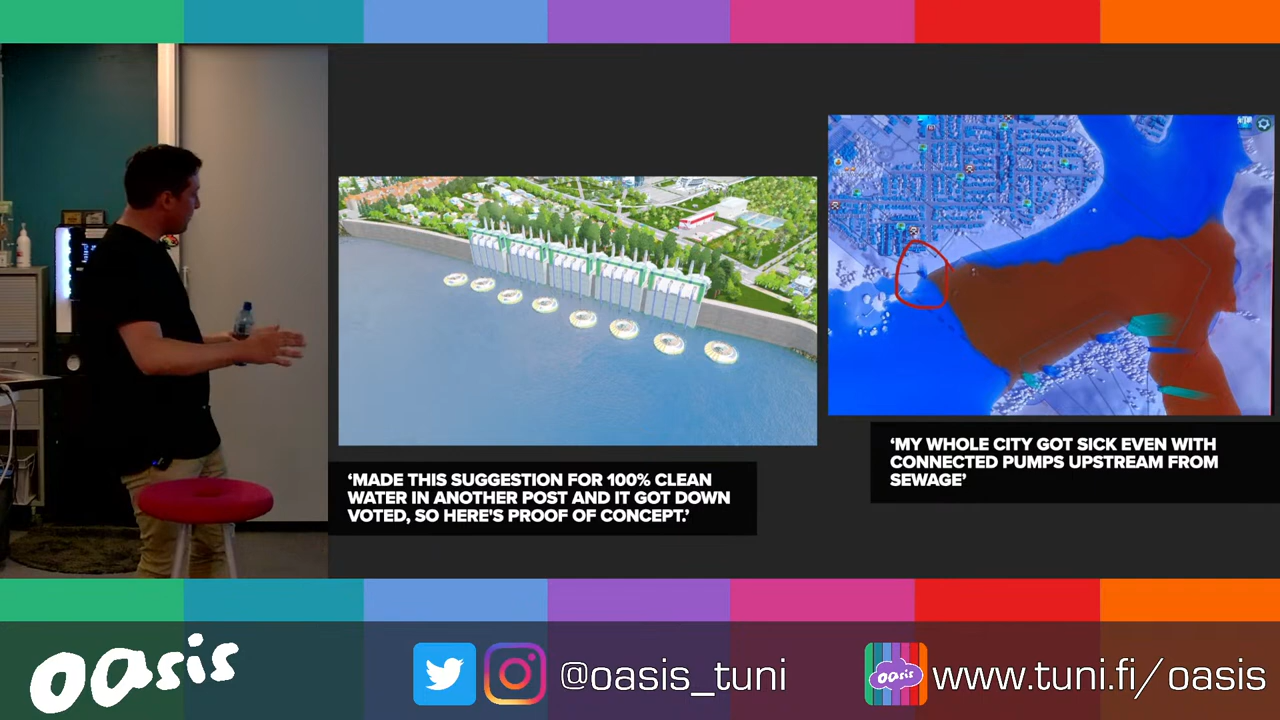 ‘MADE THIS SUGGESTION FOR 100% CLEAN
WATER IN ANOTHER POST AND IT GOT DOWN
VOTED, SO HERE'S PROOF OF CONCEPT.’
‘MY WHOLE CITY GOT SICK EVEN WITH
CONNECTED PUMPS UPSTREAM FROM
SEWAGE’
oasis
@oasis_tuni
oasis
www.tuni.fi/oasis